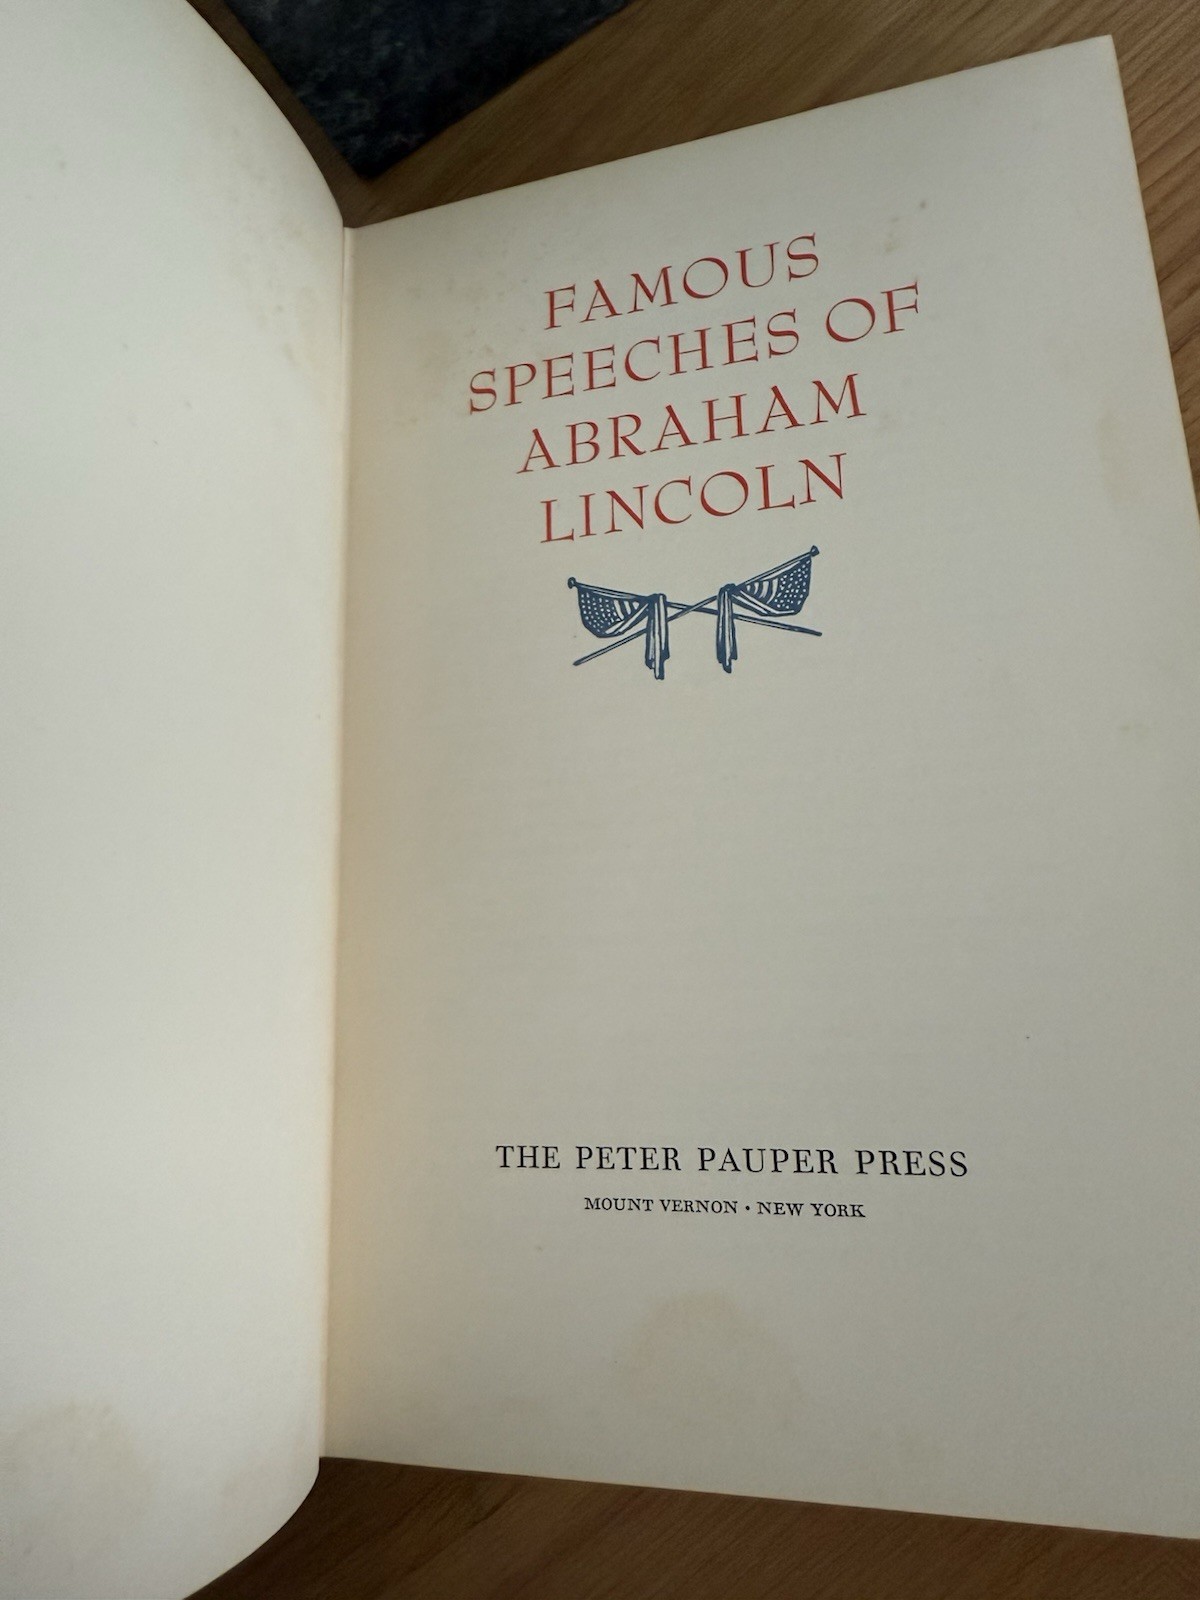 FAMOUS
SPEECHES OF
ABRAHAM
LINCOLN
THE PETER PAUPER PRESS
MOUNT VERNON • NEW YORK